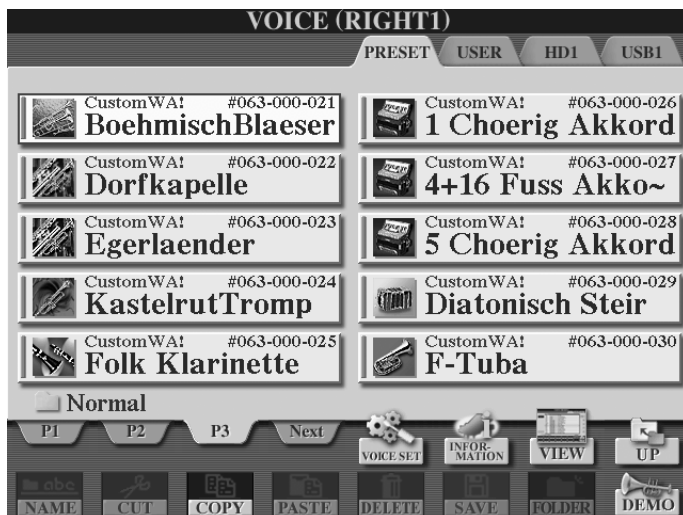 VOICE (RIGHT1)
PRESET USER HD1 USB1
CustomWA! #063-000-021
BoehmischBlaeser
CustomWA! #063-000-022
Dorfkapelle
CustomWA! #063-000-023
Egerlaender
CustomWA! #063-000-024
KastelrutTromp
CustomWA! #063-000-025
Folk Klarinette
CustomWA! #063-000-026
1 Choerig Akkord
CustomWA! #063-000-027
4+16 Fuss Akko~
CustomWA! #063-000-028
5 Choerig Akkord
CustomWA! #063-000-029
Diatonisch Steir
CustomWA! #063-000-030
F-Tuba
Normal
P1 P2 P3 Next
VOICE SET
INFOR-
MATION
VIEW
UP
abc
NAME CUT COPY PASTE DELETE SAVE FOLDER DEMO